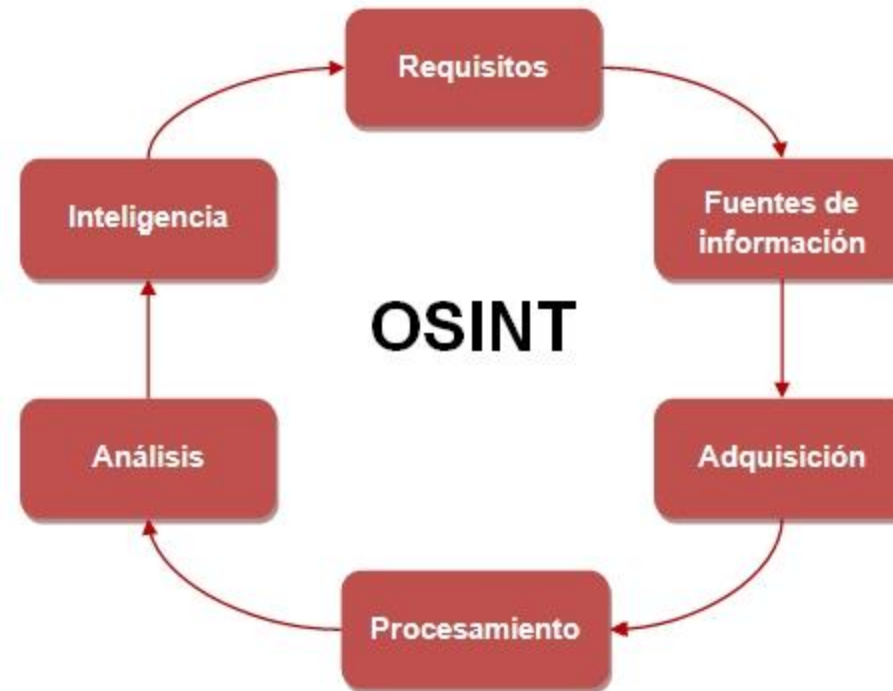 Requisitos
Fuentes de
información
Adquisición
Procesamiento
Análisis
Inteligencia
OSINT